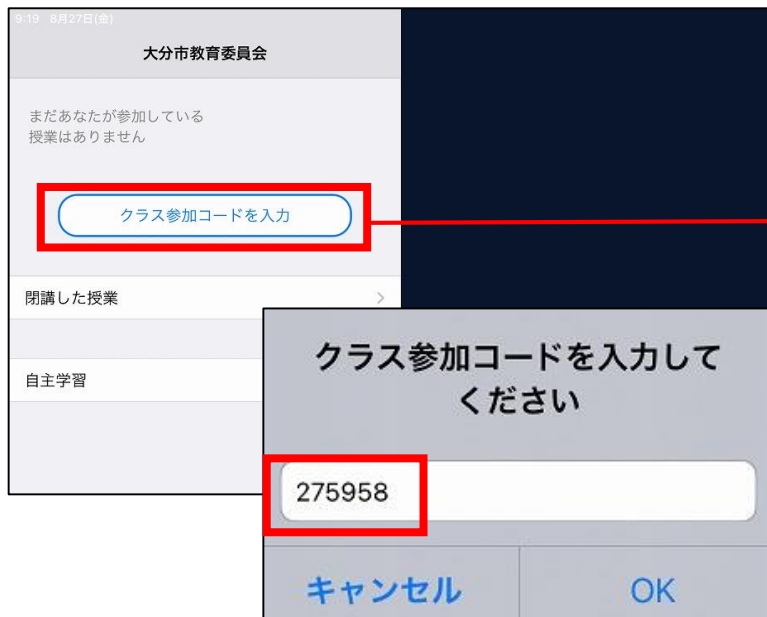 9:19 8月27日(金)
大分市教育委員会
まだあなたが参加している
授業はありません
クラス参加コードを入力
閉講した授業
自主学習
クラス参加コードを入力して
ください
275958
キャンセル
OK